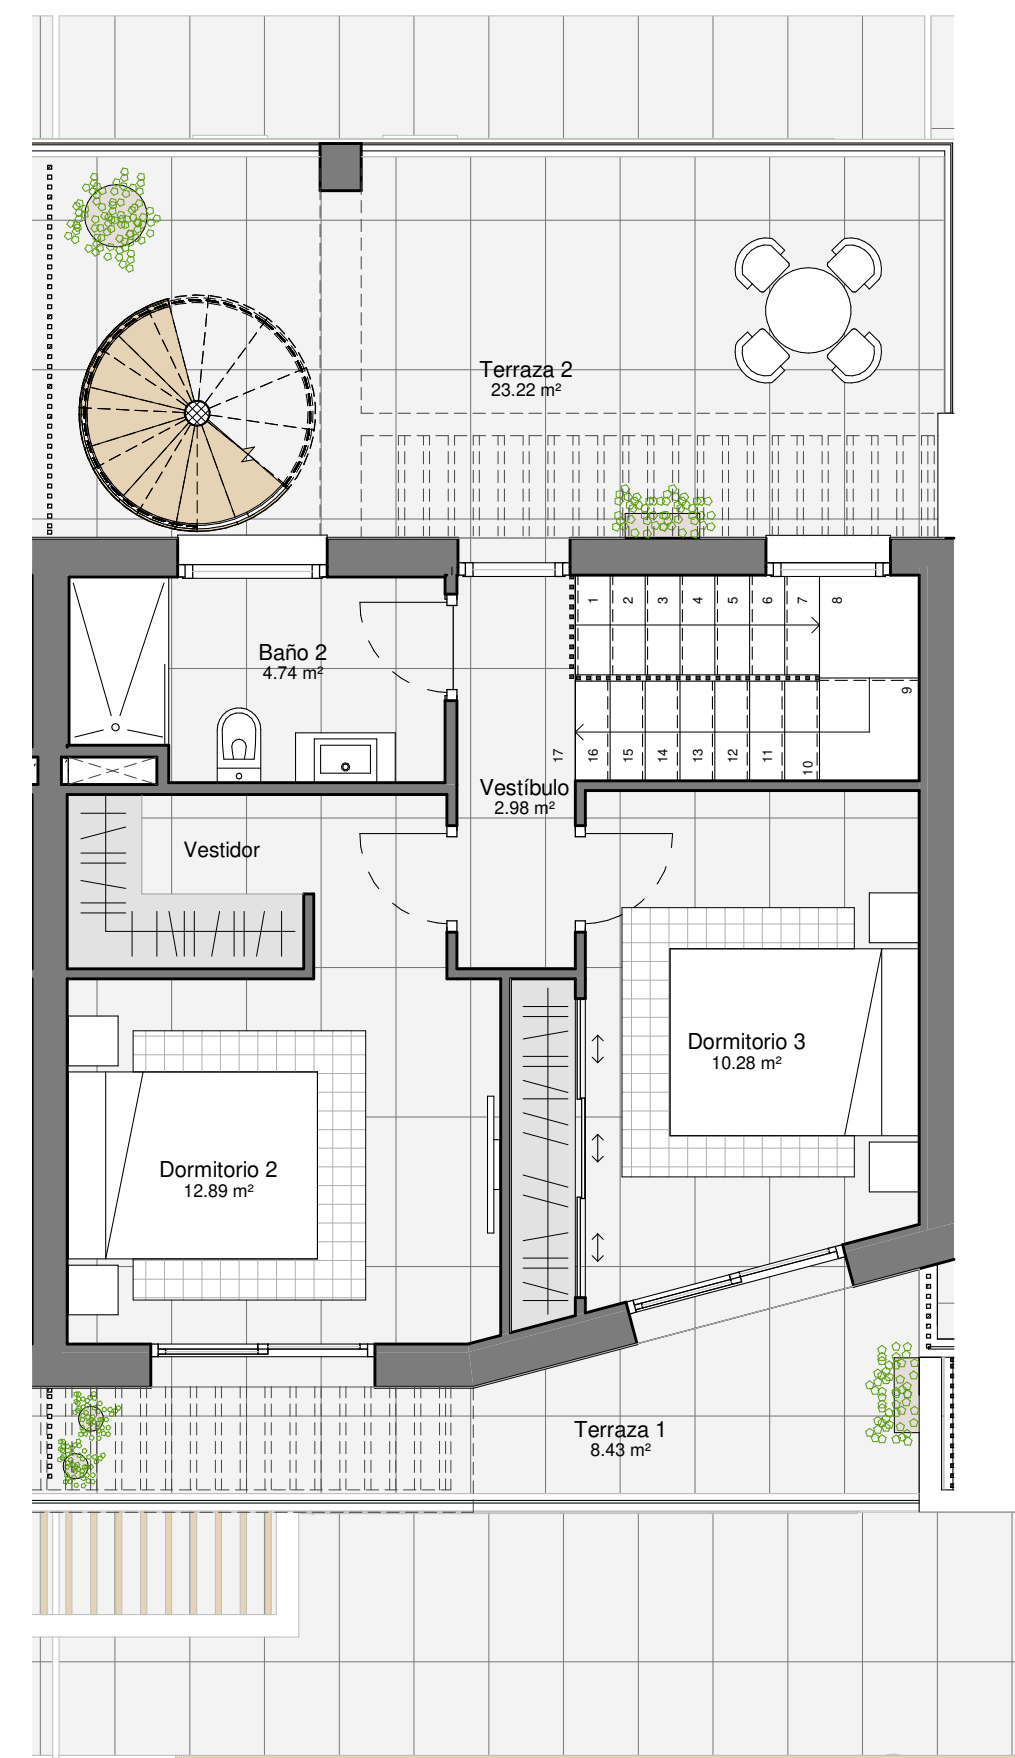 Terraza 2
23.22 m²
1
2
3
4
5
6
7
8
Baño 2
4.74 m²
9
17
16
15
14
13
12
11
10
Vestíbulo
2.98 m²
Vestidor
Dormitorio 3
10.28 m²
Dormitorio 2
12.89 m²
Terraza 1
8.43 m²